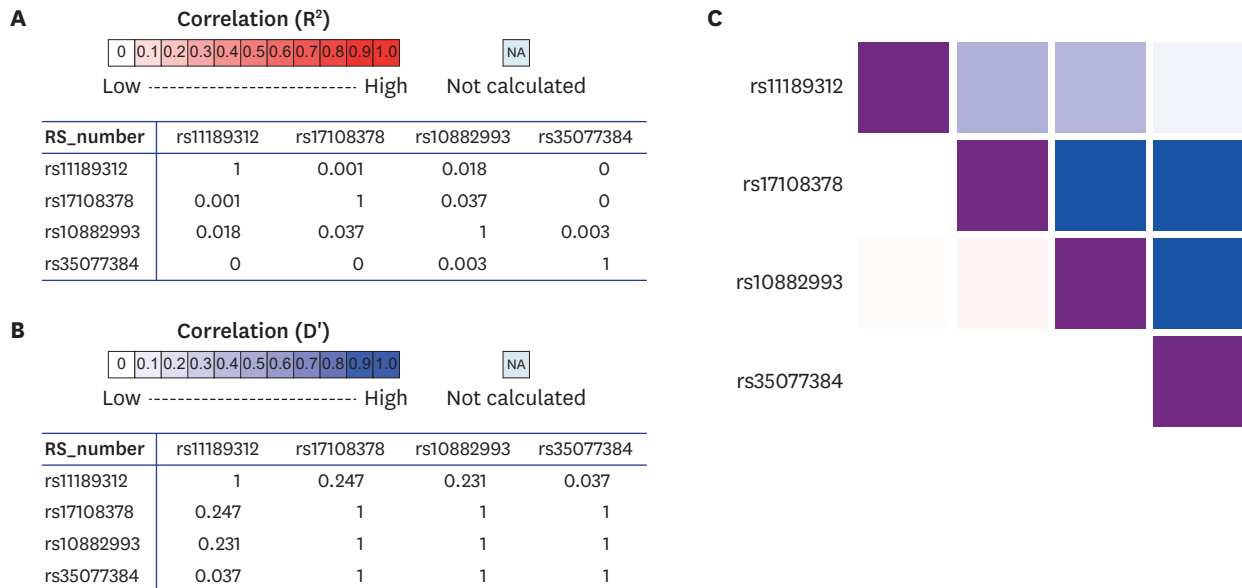 A
Correlation (R²)
0 0.1 0.2 0.3 0.4 0.5 0.6 0.7 0.8 0.9 1.0 NA
Low High Not calculated
RS_number rs11189312 rs17108378 rs10882993 rs35077384
rs11189312 1 0.001 0.018 0
rs17108378 0.001 1 0.037 0
rs10882993 0.018 0.037 1 0.003
rs35077384 0 0 0.003 1
B
Correlation (D′)
0 0.1 0.2 0.3 0.4 0.5 0.6 0.7 0.8 0.9 1.0 NA
Low High Not calculated
RS_number rs11189312 rs17108378 rs10882993 rs35077384
rs11189312 1 0.247 0.231 0.037
rs17108378 0.247 1 1 1
rs10882993 0.231 1 1 1
rs35077384 0.037 1 1 1
C
rs11189312
rs17108378
rs10882993
rs35077384